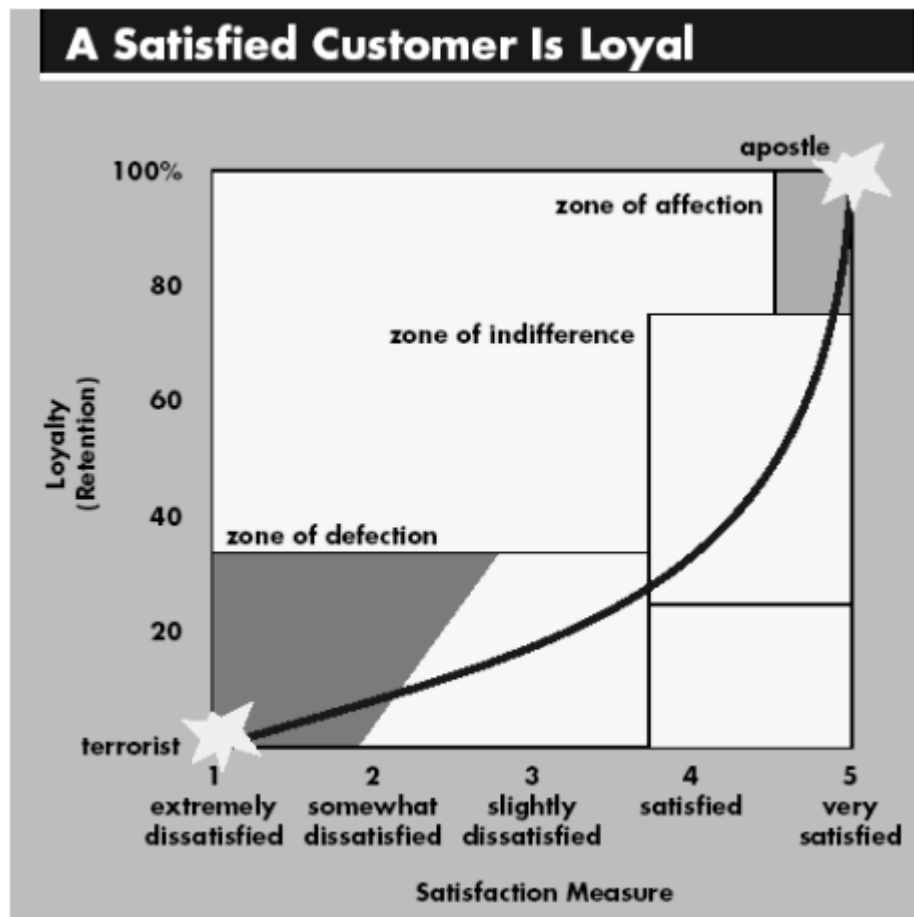 A Satisfied Customer Is Loyal
apostle
100%
zone of affection
80
zone of indifference
60
Loyalty
(Retention)
40
zone of defection
20
terrorist
1 2 3 4 5
extremely somewhat slightly satisfied very
dissatisfied dissatisfied dissatisfied satisfied
Satisfaction Measure